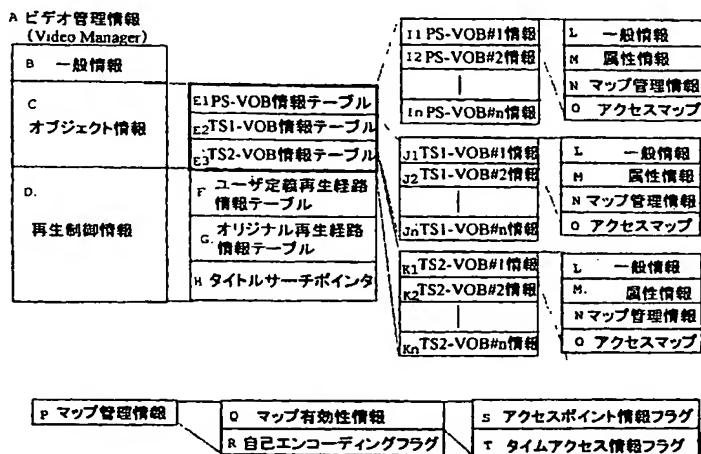 A ビデオ管理情報
(Video Manager)
B 一般情報
C
オブジェクト情報
D.
再生制御情報
E1 PS-VOB情報テーブル
E2 TS1-VOB情報テーブル
E3 TS2-VOB情報テーブル
F ユーザ定義再生経路
情報テーブル
G. オリジナル再生経路
情報テーブル
H タイトルサーチポインタ
I1 PS-VOB#1情報
I2 PS-VOB#2情報
In PS-VOB#n情報
L 一般情報
M 属性情報
N マップ管理情報
O アクセスマップ
J1 TS1-VOB#1情報
J2 TS1-VOB#2情報
Jn TS1-VOB#n情報
L 一般情報
M 属性情報
N マップ管理情報
O アクセスマップ
K1 TS2-VOB#1情報
K2 TS2-VOB#2情報
Kn TS2-VOB#n情報
L 一般情報
M. 属性情報
N マップ管理情報
O アクセスマップ
P マップ管理情報
Q マップ有効性情報
R 自己エンコーディングフラグ
S アクセスポイント情報フラグ
T タイムアクセス情報フラグ